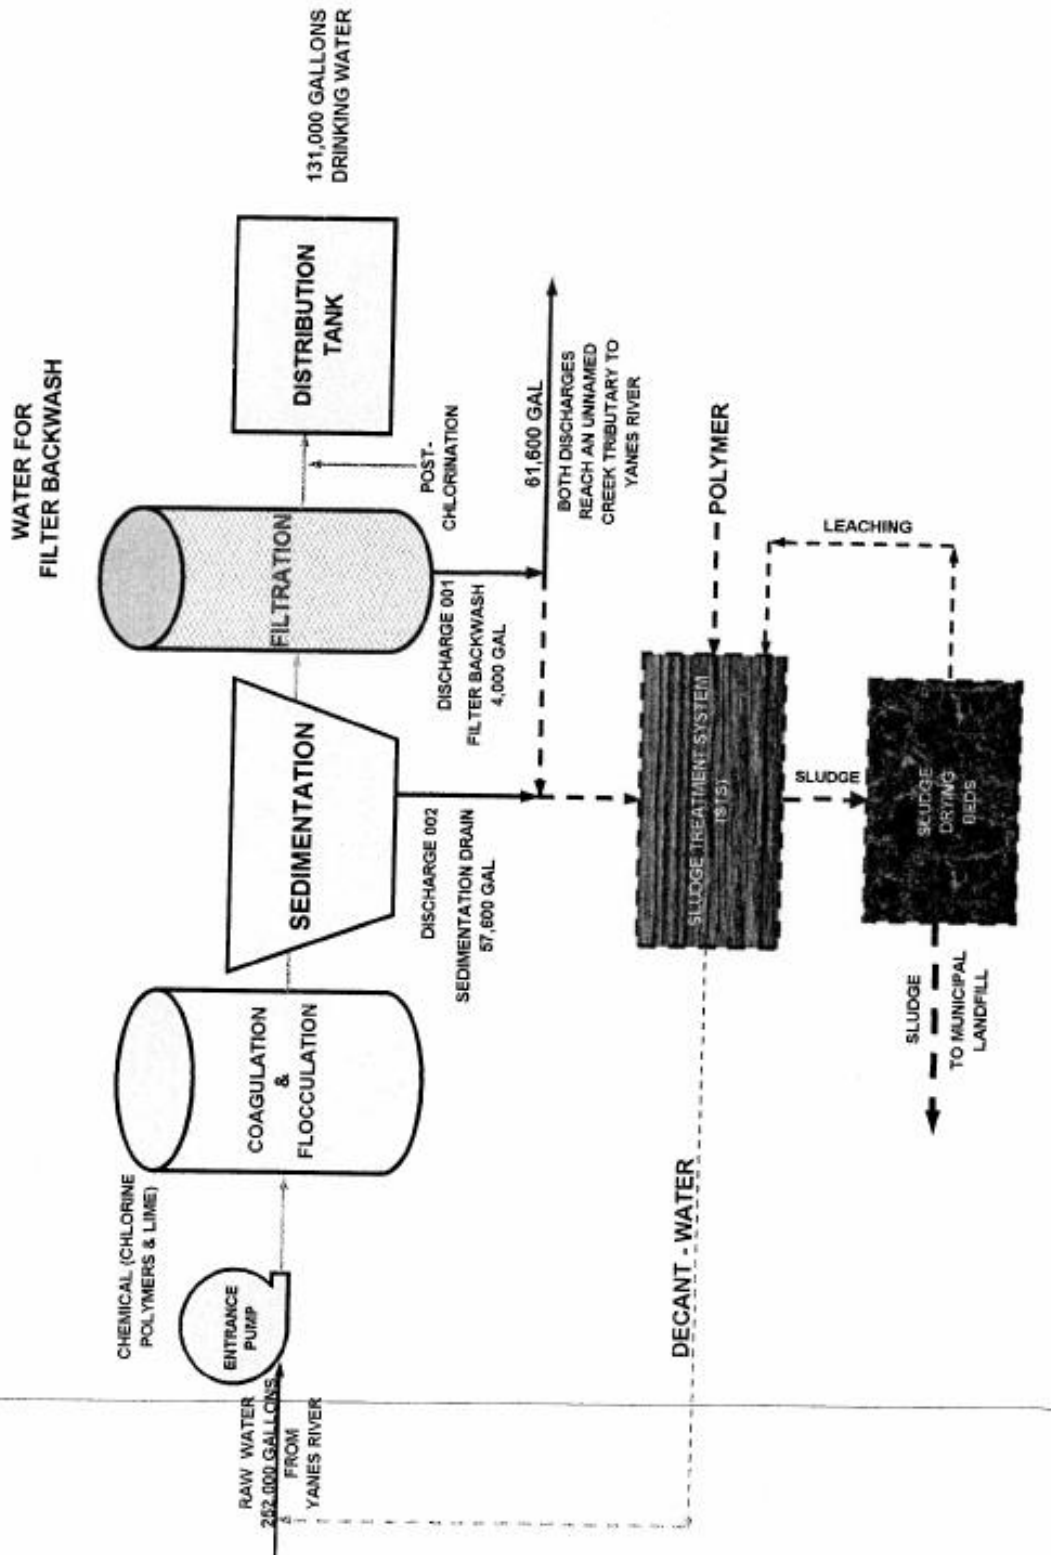 WATER FOR
FILTER BACKWASH
CHEMICAL (CHLORINE
POLYMERS & LIME)
ENTRANCE
PUMP
RAW WATER
252,000 GALLONS
FROM
YANES RIVER
COAGULATION
&
FLOCCULATION
SEDIMENTATION
FILTRATION
DISTRIBUTION
TANK
131,000 GALLONS
DRINKING WATER
POST-
CHLORINATION
DISCHARGE 002
SEDIMENTATION DRAIN
57,600 GAL
DISCHARGE 001
FILTER BACKWASH
4,000 GAL
61,600 GAL
BOTH DISCHARGES
REACH AN UNNAMED
CREEK TRIBUTARY TO
YANES RIVER
DECANT - WATER
SLUDGE TREATMENT SYSTEM
(STS)
POLYMER
LEACHING
SLUDGE
SLUDGE
DRYING
BEDS
SLUDGE
TO MUNICIPAL
LANDFILL